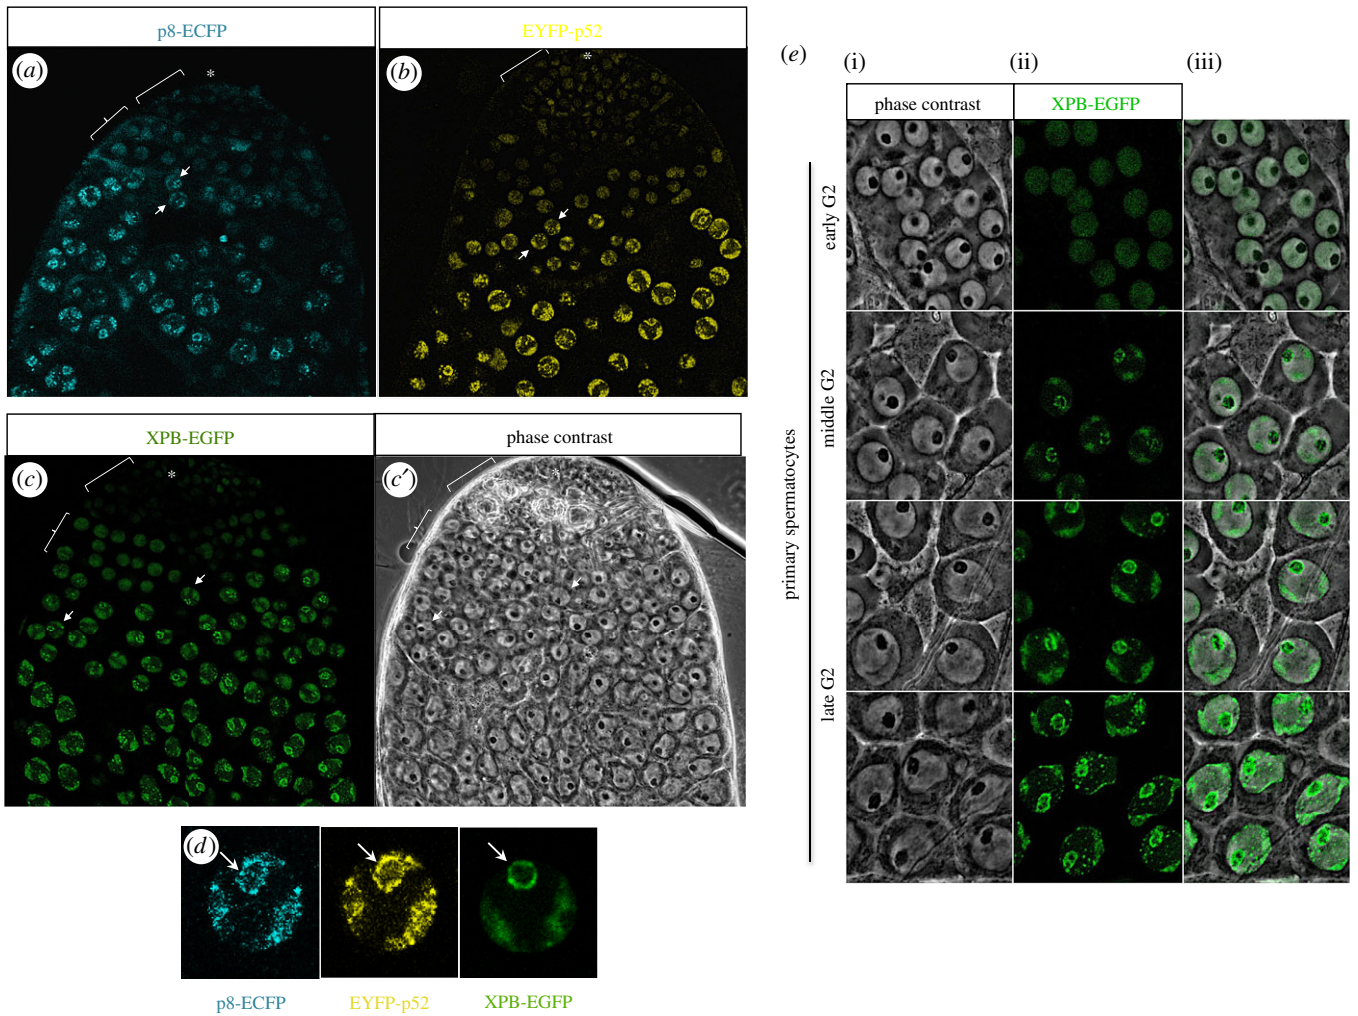 p8-ECFP
EYFP-p52
(a)
*
(b)
*
XPB-EGFP
phase contrast
(c)
*
(c′)
*
(d)
p8-ECFP
EYFP-p52
XPB-EGFP
(e)
(i)
(ii)
(iii)
phase contrast
XPB-EGFP
primary spermatocytes
early G2
middle G2
late G2